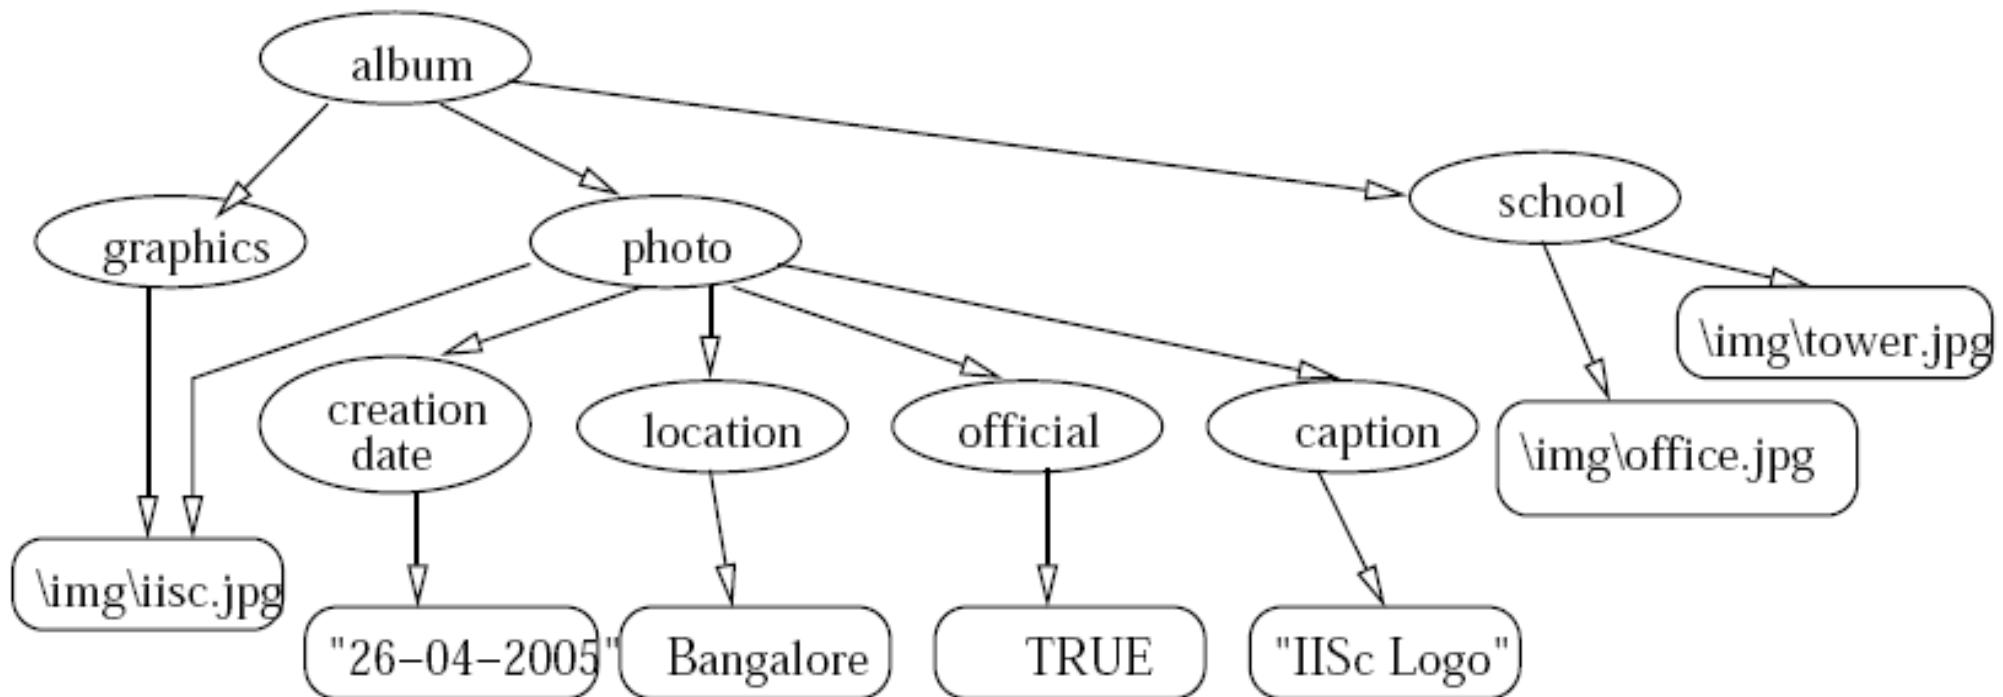 album
school
graphics
photo
\img\tower.jpg
creation
date
location
official
caption
\img\office.jpg
\img\iisc.jpg
"26–04–2005"
Bangalore
TRUE
"IISc Logo"